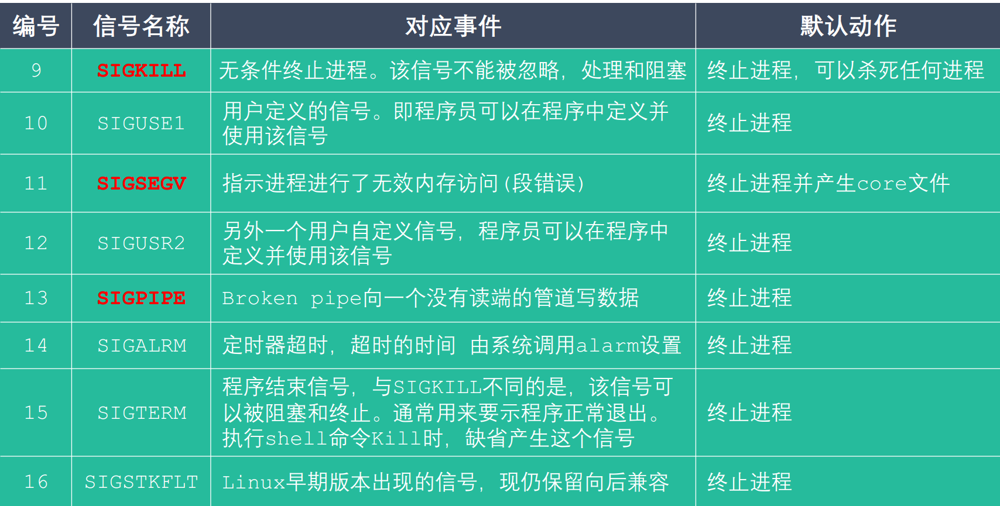 编号 信号名称 对应事件 默认动作
9 SIGKILL 无条件终止进程。该信号不能被忽略，处理和阻塞 终止进程，可以杀死任何进程
10 SIGUSE1 用户定义的信号。即程序员可以在程序中定义并
使用该信号 终止进程
11 SIGSEGV 指示进程进行了无效内存访问(段错误) 终止进程并产生core文件
12 SIGUSR2 另外一个用户自定义信号，程序员可以在程序中
定义并使用该信号 终止进程
13 SIGPIPE Broken pipe向一个没有读端的管道写数据 终止进程
14 SIGALRM 定时器超时，超时的时间 由系统调用alarm设置 终止进程
15 SIGTERM 程序结束信号，与SIGKILL不同的是，该信号可
以被阻塞和终止。通常用来要示程序正常退出。
执行shell命令Kill时，缺省产生这个信号 终止进程
16 SIGSTKFLT Linux早期版本出现的信号，现仍保留向后兼容 终止进程